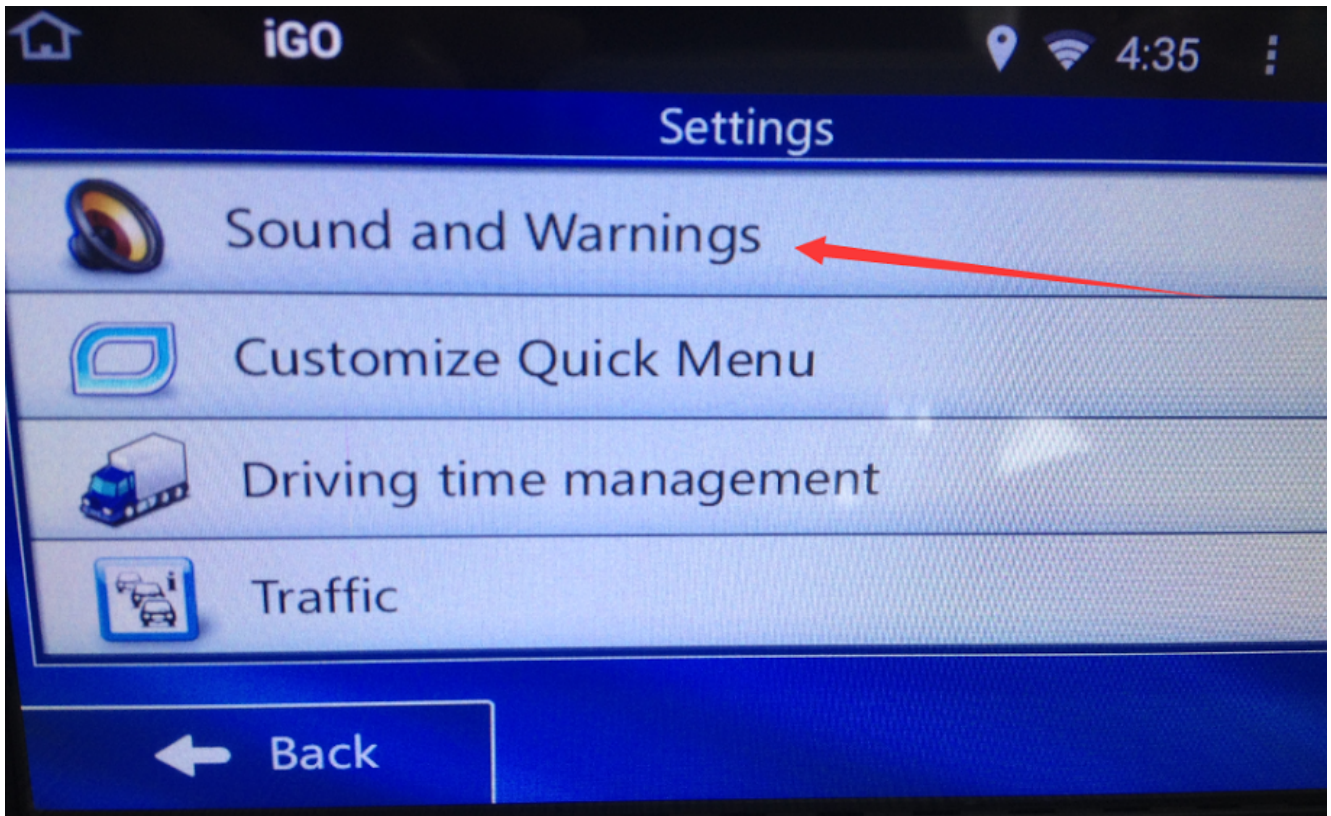 iGO 4:35
Settings
Sound and Warnings
Customize Quick Menu
Driving time management
i
Traffic
Back